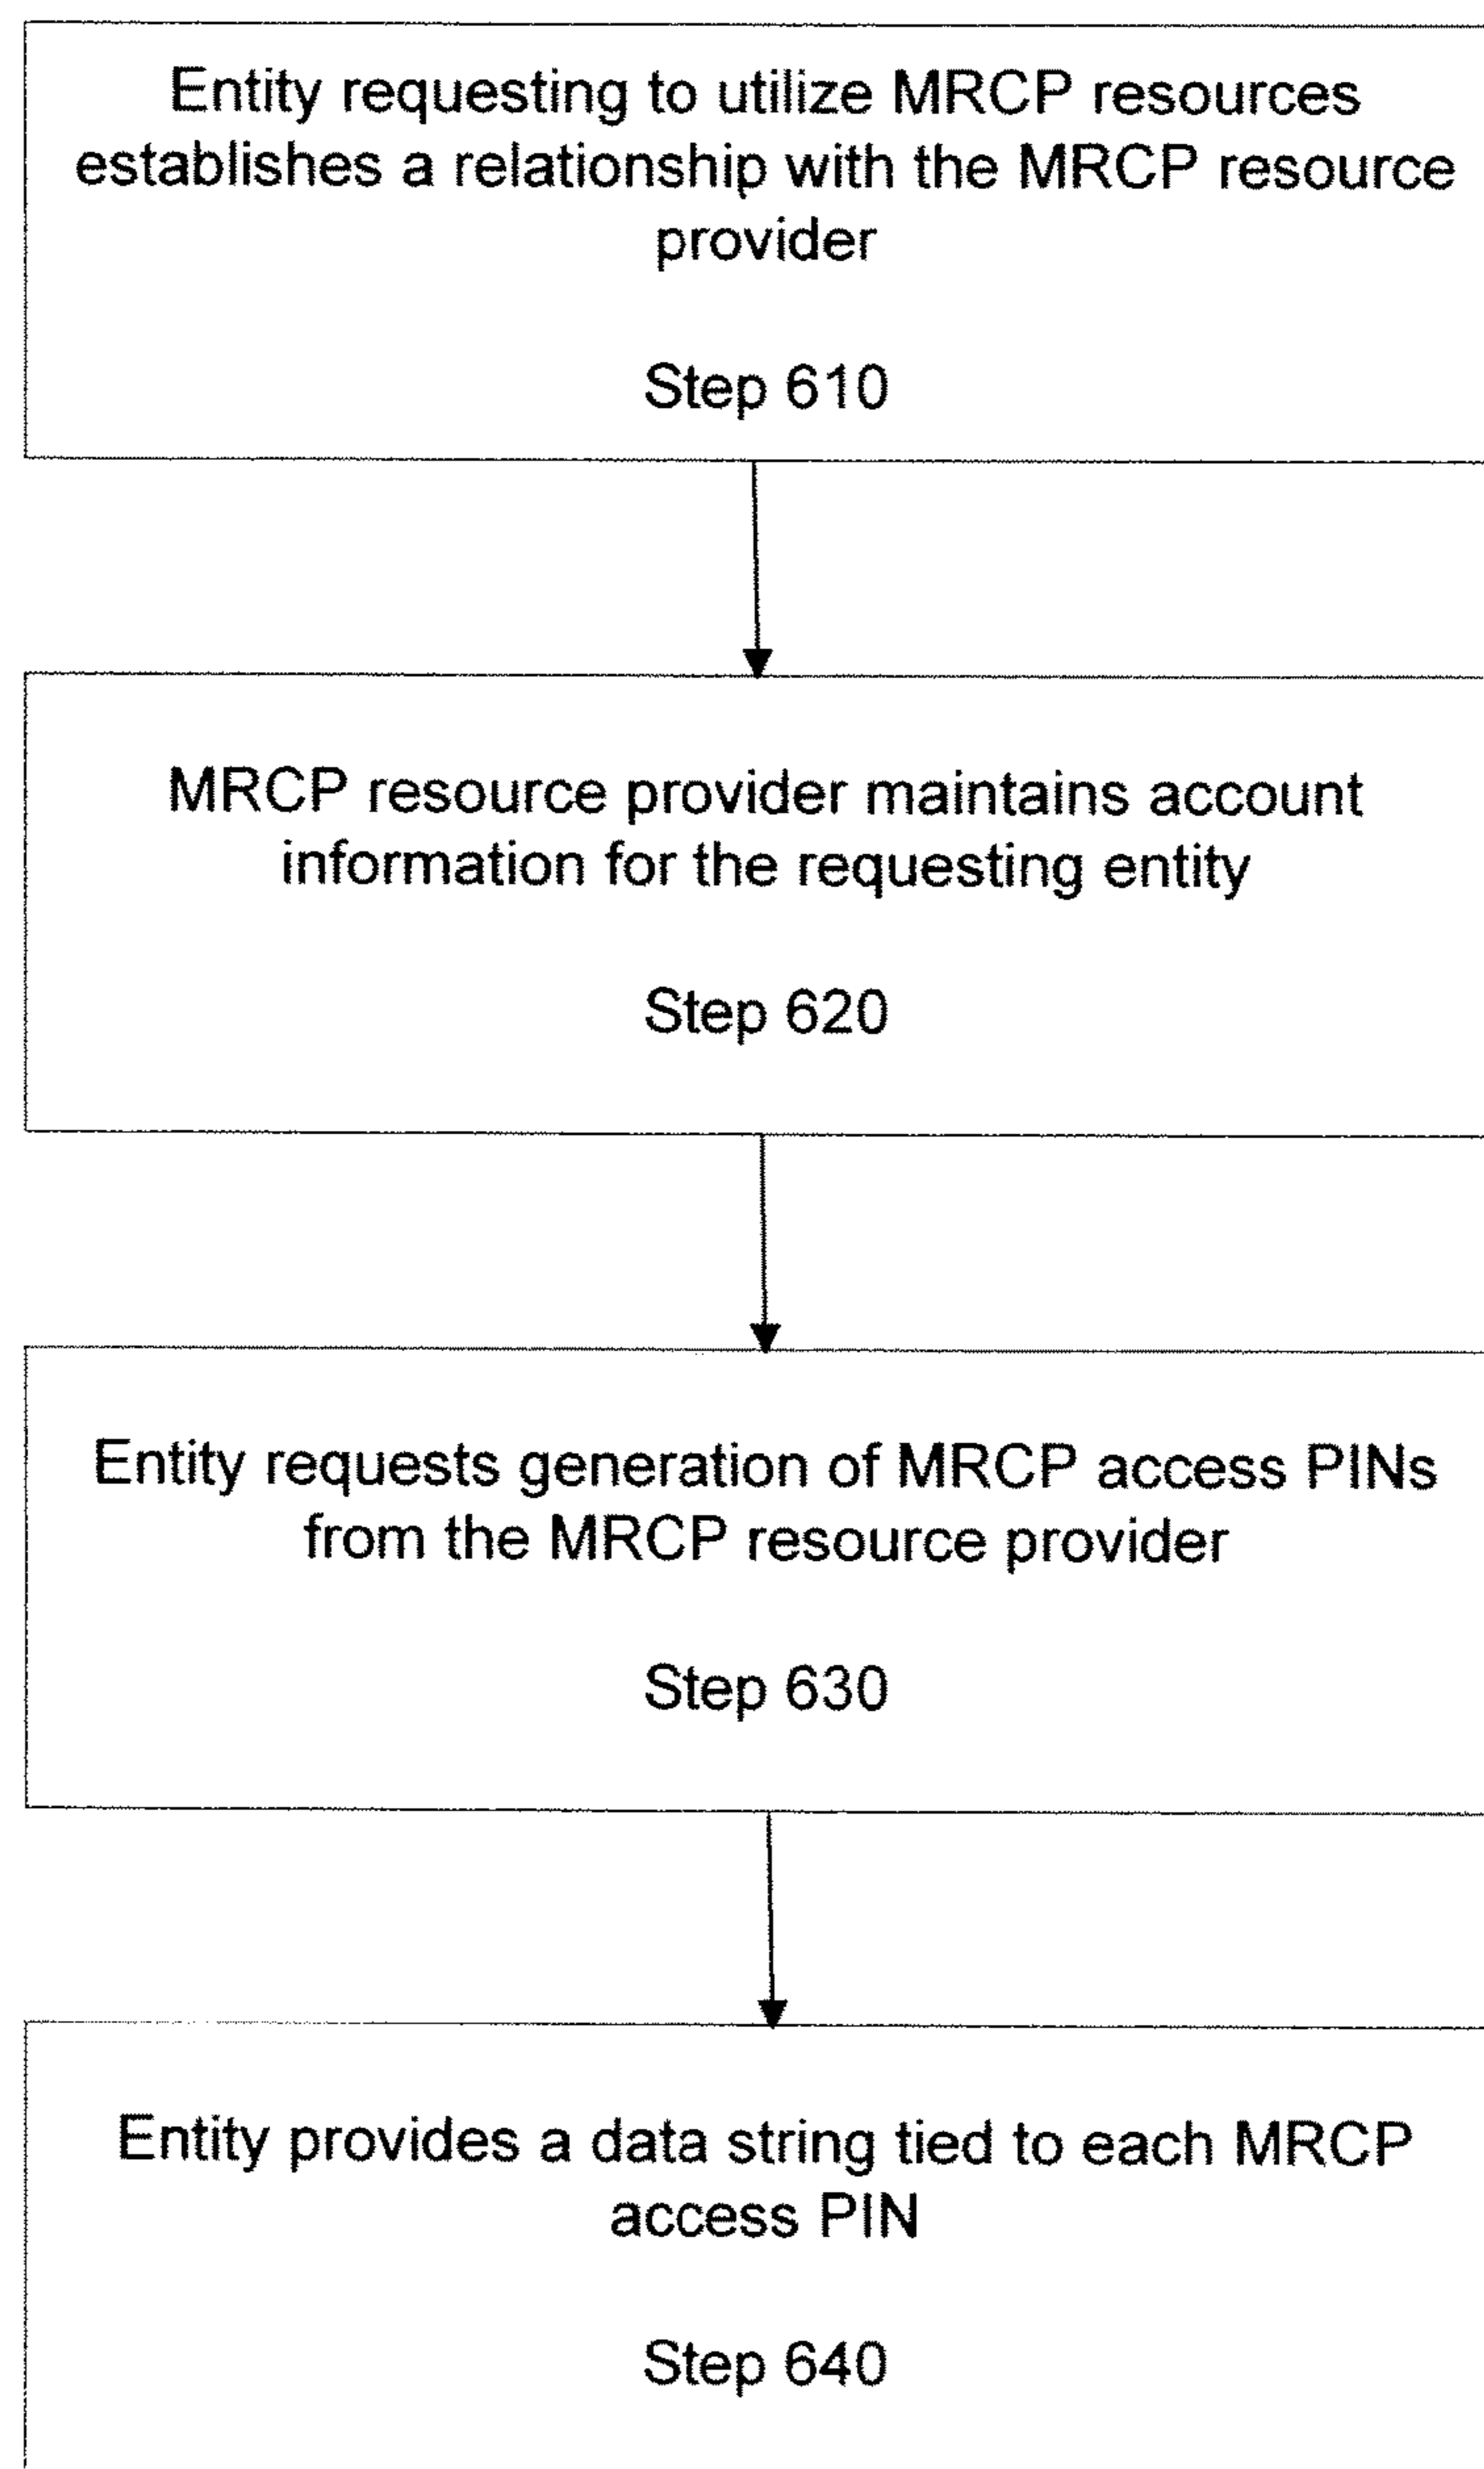 Entity requesting to utilize MRCP resources
establishes a relationship with the MRCP resource
provider
Step 610
MRCP resource provider maintains account
information for the requesting entity
Step 620
Entity requests generation of MRCP access PINs
from the MRCP resource provider
Step 630
Entity provides a data string tied to each MRCP
access PIN
Step 640